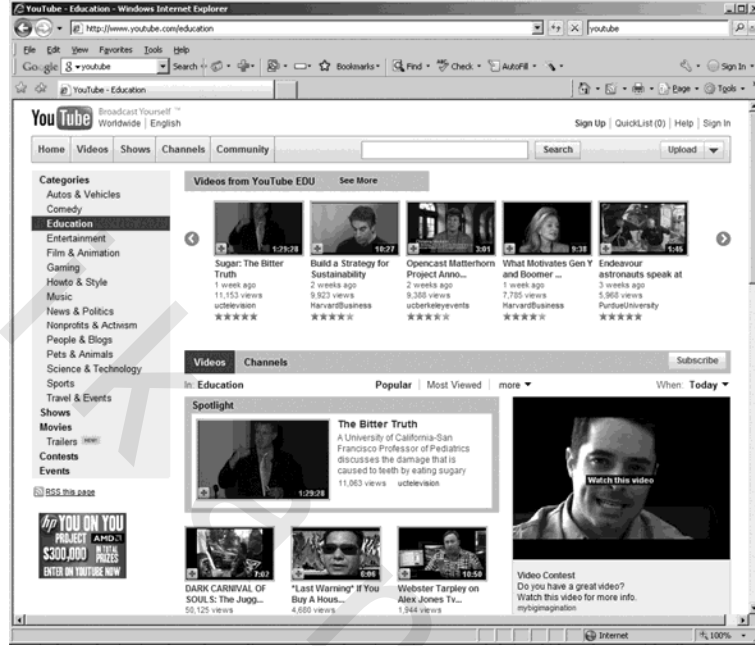 YouTube - Education - Windows Internet Explorer
http://www.youtube.com/education
youtube
File Edit View Favorites Tools Help
Google youtube Search Bookmarks Find Check AutoFill Sign In
YouTube - Education Page Tools
YouTube Broadcast Yourself ™
Worldwide | English
Sign Up | QuickList (0) | Help | Sign In
Home Videos Shows Channels Community Search Upload
Categories
Autos & Vehicles
Comedy
Education
Entertainment
Film & Animation
Gaming
Howto & Style
Music
News & Politics
Nonprofits & Activism
People & Blogs
Pets & Animals
Science & Technology
Sports
Travel & Events
Shows
Movies
Trailers NEW!
Contests
Events
RSS this page
hp YOU ON YOU
PROJECT AMD
$300,000 IN TOTAL PRIZES
ENTER ON YOUTUBE NOW
Videos from YouTube EDU See More
1:29:28
Sugar: The Bitter
Truth
1 week ago
11,153 views
uctelevision
10:27
Build a Strategy for
Sustainability
2 weeks ago
9,923 views
HarvardBusiness
3:01
Opencast Matterhorn
Project Anno...
2 weeks ago
9,388 views
ucberkeleyevents
9:38
What Motivates Gen Y
and Boomer ...
1 week ago
7,785 views
HarvardBusiness
1:45
Endeavour
astronauts speak at
3 weeks ago
5,968 views
PurdueUniversity
Videos Channels Subscribe
In: Education Popular | Most Viewed | more When: Today
Spotlight
1:29:28
The Bitter Truth
A University of California-San
Francisco Professor of Pediatrics
discusses the damage that is
caused to teeth by eating sugary
11,063 views uctelevision
7:02
DARK CARNIVAL OF
SOULS: The Jugg...
50,125 views
6:06
"Last Warning" If You
Buy A Hous...
4,680 views
10:50
Webster Tarpley on
Alex Jones Tv...
1,944 views
Watch this video
Video Contest
Do you have a great video?
Watch this video for more info.
mybigimagination
Internet 100%